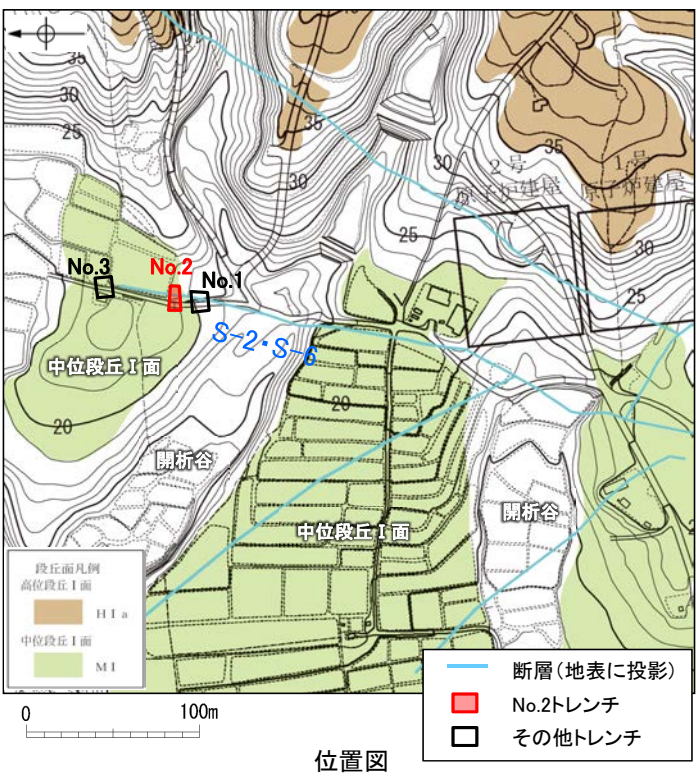 35
30
25
35
30
25
30
35
2号
原子炉建屋
1号
原子炉建屋
30
25
No.3
No.2
No.1
S-2・S-6
中位段丘Ⅰ面
20
20
開析谷
開析谷
中位段丘Ⅰ面
段丘面凡例
高位段丘Ⅰ面
HⅠa
中位段丘Ⅰ面
MⅠ
断層(地表に投影)
No.2トレンチ
その他トレンチ
0 100m
位置図